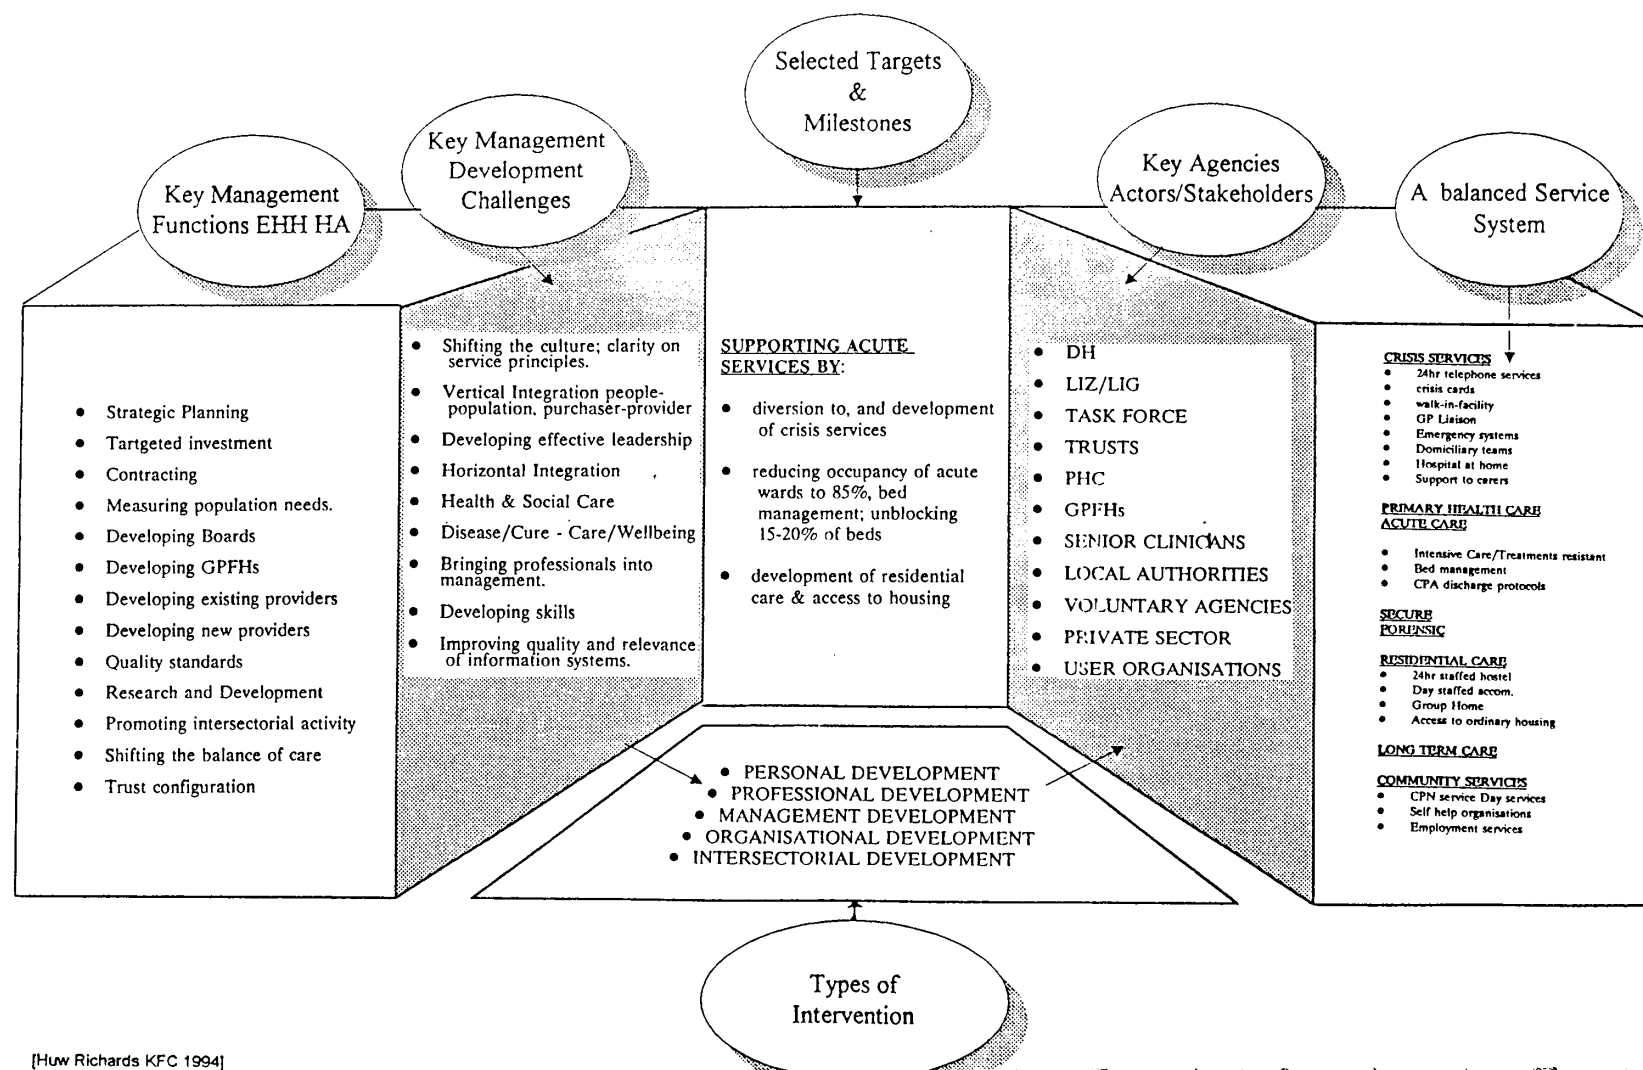 Selected Targets
&
Milestones
Key Management
Development
Challenges
Key Agencies
Actors/Stakeholders
Key Management
Functions EHH HA
A balanced Service
System
• Strategic Planning
• Tartgeted investment
• Contracting
• Measuring population needs.
• Developing Boards
• Developing GPFHs
• Developing existing providers
• Developing new providers
• Quality standards
• Research and Development
• Promoting intersectorial activity
• Shifting the balance of care
• Trust configuration
• Shifting the culture; clarity on
service principles.
• Vertical Integration people-
population, purchaser-provider
• Developing effective leadership
• Horizontal Integration
• Health & Social Care
• Disease/Cure - Care/Wellbeing
• Bringing professionals into
management.
• Developing skills
• Improving quality and relevance
of information systems.
SUPPORTING ACUTE
SERVICES BY:
• diversion to, and development
of crisis services
• reducing occupancy of acute
wards to 85%, bed
management; unblocking
15-20% of beds
• development of residential
care & access to housing
• DH
• LIZ/LIG
• TASK FORCE
• TRUSTS
• PHC
• GPFHs
• SENIOR CLINICIANS
• LOCAL AUTHORITIES
• VOLUNTARY AGENCIES
• PRIVATE SECTOR
• USER ORGANISATIONS
CRISIS SERVICES
• 24hr telephone services
• crisis cards
• walk-in-facility
• GP Liaison
• Emergency systems
• Domiciliary teams
• Hospital at home
• Support to carers
PRIMARY HEALTH CARE
ACUTE CARE
• Intensive Care/Treatments resistant
• Bed management
• CPA discharge protocols
SECURE
FORENSIC
RESIDENTIAL CARE
• 24hr staffed hostel
• Day staffed accom.
• Group Home
• Access to ordinary housing
LONG TERM CARE
COMMUNITY SERVICES
• CPN service Day services
• Self help organisations
• Employment services
• PERSONAL DEVELOPMENT
• PROFESSIONAL DEVELOPMENT
• MANAGEMENT DEVELOPMENT
• ORGANISATIONAL DEVELOPMENT
• INTERSECTORIAL DEVELOPMENT
Types of
Intervention
[Huw Richards KFC 1994]